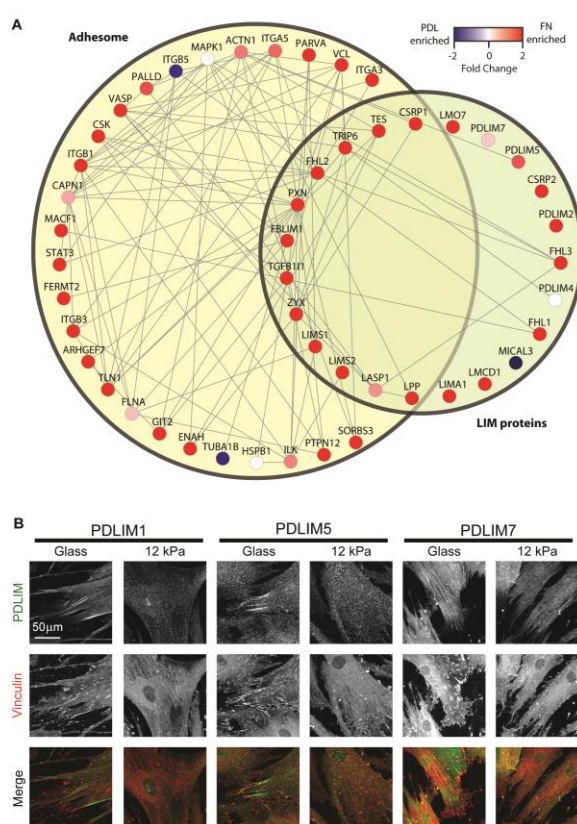 A
PDL enriched
FN enriched
-2 0 2
Fold Change
Adhesome
MAPK1
ACTN1
ITGA5
PARVA
VCL
ITGA3
ITGB5
PALLD
VASP
CSK
ITGB1
CAPN1
MACF1
STAT3
FERMT2
ITGB3
ARHGEF7
TLN1
FLNA
GIT2
ENAH
TUBA1B
HSPB1
ILK
PTPN12
SORBS3
CSRP1
TES
TRIP6
FHL2
PXN
FBLIM1
TGFB1I1
ZYX
LIMS1
LIMS2
LASP1
LPP
LMO7
PDLIM7
PDLIM5
CSRP2
PDLIM2
FHL3
PDLIM4
FHL1
MICAL3
LMCD1
LIMA1
LIM proteins
B
PDLIM1 PDLIM5 PDLIM7
Glass 12 kPa Glass 12 kPa Glass 12 kPa
PDLIM
50µm
Vinculin
Merge